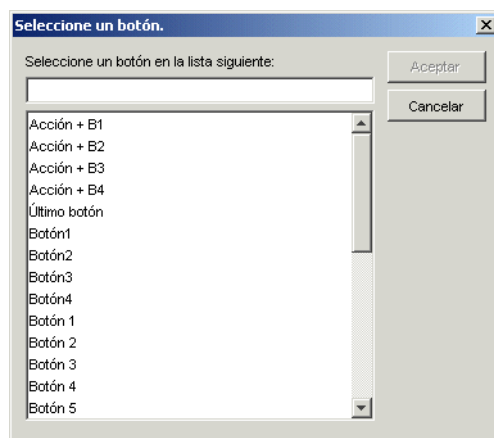 Seleccione un botón.
Seleccione un botón en la lista siguiente:
Aceptar
Cancelar
Acción + B1
Acción + B2
Acción + B3
Acción + B4
Último botón
Botón1
Botón2
Botón3
Botón4
Botón 1
Botón 2
Botón 3
Botón 4
Botón 5